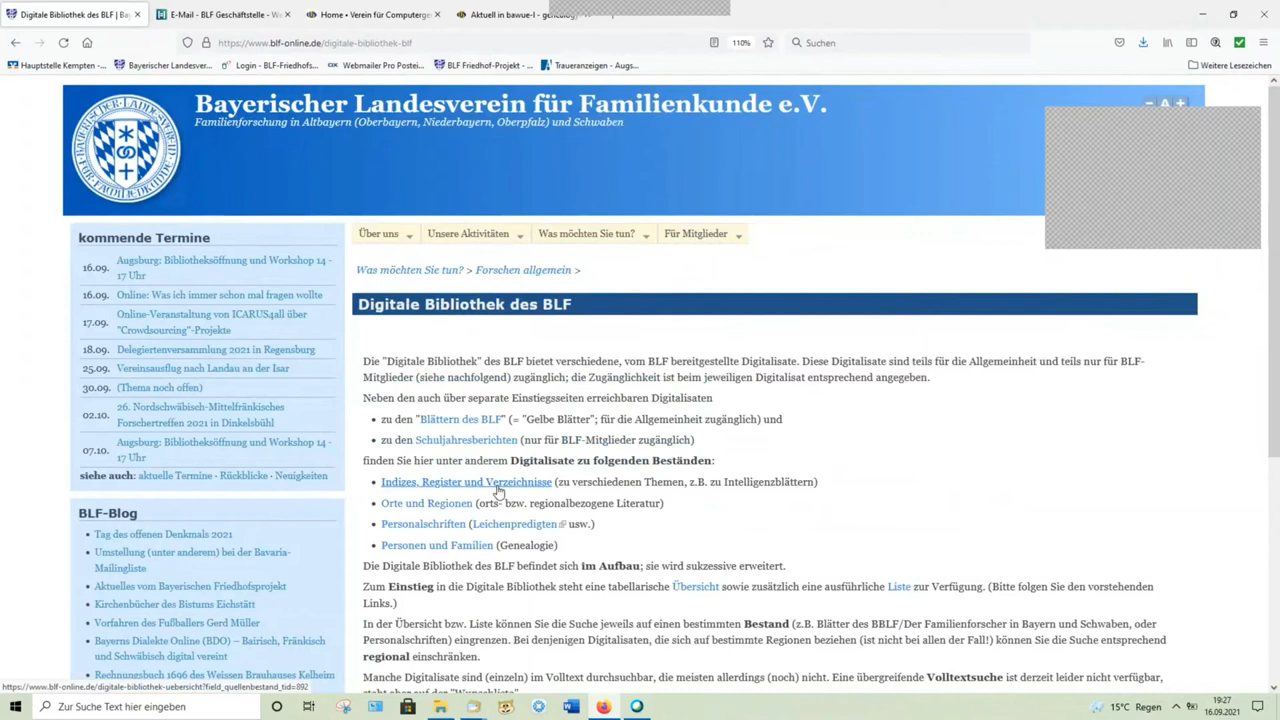 Digitale Bibliothek des BLF | Bay
E-Mail - BLF Geschäftstelle - W
Home • Verein für Computerge
Aktuell in bawue-l - genealog
https://www.blf-online.de/digitale-bibliothek-blf
110%
Suchen
Hauptstelle Kempten -...
Bayerischer Landesver...
Login - BLF-Friedhofs...
Webmailer Pro Postei...
BLF Friedhof-Projekt - ...
Traueranzeigen - Augs...
Weitere Lesezeichen
Bayerischer Landesverein für Familienkunde e.V.
Familienforschung in Altbayern (Oberbayern, Niederbayern, Oberpfalz) und Schwaben
- A +
Über uns
Unsere Aktivitäten
Was möchten Sie tun?
Für Mitglieder
kommende Termine
16.09. Augsburg: Bibliotheksöffnung und Workshop 14 -
17 Uhr
16.09. Online: Was ich immer schon mal fragen wollte
17.09. Online-Veranstaltung von ICARUS4all über
"Crowdsourcing"-Projekte
18.09. Delegiertenversammlung 2021 in Regensburg
25.09. Vereinsausflug nach Landau an der Isar
30.09. (Thema noch offen)
02.10. 26. Nordschwäbisch-Mittelfränkisches
Forschertreffen 2021 in Dinkelsbühl
07.10. Augsburg: Bibliotheksöffnung und Workshop 14 -
17 Uhr
siehe auch: aktuelle Termine · Rückblicke · Neuigkeiten
BLF-Blog
• Tag des offenen Denkmals 2021
• Umstellung (unter anderem) bei der Bavaria-
Mailingliste
• Aktuelles vom Bayerischen Friedhofsprojekt
• Kirchenbücher des Bistums Eichstätt
• Vorfahren des Fußballers Gerd Müller
• Bayerns Dialekte Online (BDO) – Bairisch, Fränkisch
und Schwäbisch digital vereint
• Rechnungsbuch 1696 des Weissen Brauhauses Kelheim
Was möchten Sie tun? > Forschen allgemein >
Digitale Bibliothek des BLF
Die "Digitale Bibliothek" des BLF bietet verschiedene, vom BLF bereitgestellte Digitalisate. Diese Digitalisate sind teils für die Allgemeinheit und teils nur für BLF-
Mitglieder (siehe nachfolgend) zugänglich; die Zugänglichkeit ist beim jeweiligen Digitalisat entsprechend angegeben.
Neben den auch über separate Einstiegsseiten erreichbaren Digitalisaten
• zu den "Blättern des BLF" (= "Gelbe Blätter"; für die Allgemeinheit zugänglich) und
• zu den Schuljahresberichten (nur für BLF-Mitglieder zugänglich)
finden Sie hier unter anderem Digitalisate zu folgenden Beständen:
• Indizes, Register und Verzeichnisse (zu verschiedenen Themen, z.B. zu Intelligenzblättern)
• Orte und Regionen (orts- bzw. regionalbezogene Literatur)
• Personalschriften (Leichenpredigten usw.)
• Personen und Familien (Genealogie)
Die Digitale Bibliothek des BLF befindet sich im Aufbau; sie wird sukzessive erweitert.
Zum Einstieg in die Digitale Bibliothek steht eine tabellarische Übersicht sowie zusätzlich eine ausführliche Liste zur Verfügung. (Bitte folgen Sie den vorstehenden
Links.)
In der Übersicht bzw. Liste können Sie die Suche jeweils auf einen bestimmten Bestand (z.B. Blätter des BBLF/Der Familienforscher in Bayern und Schwaben, oder
Personalschriften) eingrenzen. Bei denjenigen Digitalisaten, die sich auf bestimmte Regionen beziehen (ist nicht bei allen der Fall!) können Sie die Suche entsprechend
regional einschränken.
Manche Digitalisate sind (einzeln) im Volltext durchsuchbar, die meisten allerdings (noch) nicht. Eine übergreifende Volltextsuche ist derzeit leider nicht verfügbar,
steht aber auf der "Wunschliste".
https://www.blf-online.de/digitale-bibliothek-uebersicht?field_quellenbestand_tid=892
Zur Suche Text hier eingeben
15°C Regen
19:27
16.09.2021